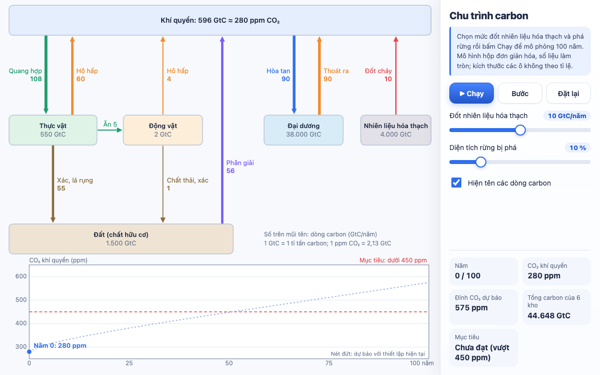 Khí quyển: 596 GtC ≈ 280 ppm CO₂
Quang hợp
108
Hô hấp
60
Hô hấp
4
Hòa tan
90
Thoát ra
90
Đốt cháy
10
Thực vật
550 GtC
Ăn 5
Động vật
2 GtC
Đại dương
38.000 GtC
Nhiên liệu hóa thạch
4.000 GtC
Xác, lá rụng
55
Chất thải, xác
1
Phân giải
56
Đất (chất hữu cơ)
1.500 GtC
Số trên mũi tên: dòng carbon (GtC/năm)
1 GtC = 1 tỉ tấn carbon; 1 ppm CO₂ ≈ 2,13 GtC
CO₂ khí quyển (ppm)
Mục tiêu: dưới 450 ppm
600
500
400
300
Năm 0: 280 ppm
Nét đứt: dự báo với thiết lập hiện tại
0
25
50
75
100 năm
Chu trình carbon
Chọn mức đốt nhiên liệu hóa thạch và phá
rừng rồi bấm Chạy để mô phỏng 100 năm.
Mô hình hộp đơn giản hóa, số liệu làm
tròn; kích thước các ô không theo tỉ lệ.
▶ Chạy
Bước
Đặt lại
Đốt nhiên liệu hóa thạch
10 GtC/năm
Diện tích rừng bị phá
10 %
Hiện tên các dòng carbon
Năm
0 / 100
CO₂ khí quyển
280 ppm
Đỉnh CO₂ dự báo
575 ppm
Tổng carbon của 6
kho
44.648 GtC
Mục tiêu
Chưa đạt (vượt
450 ppm)